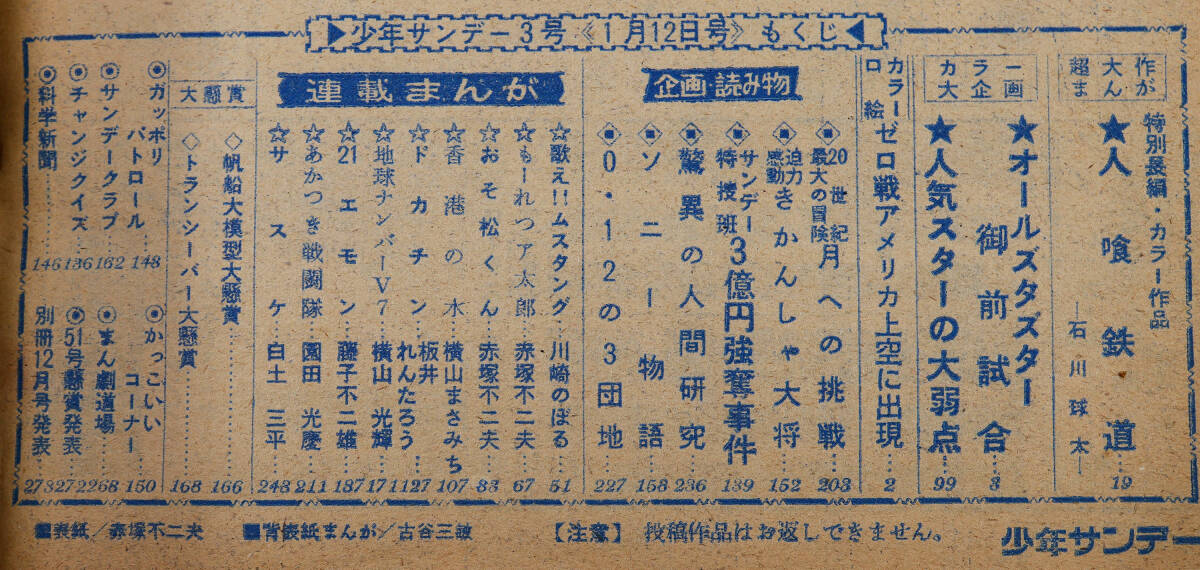 少年サンデー3号《1月12日号》もくじ
超大作まんが
特別長編・カラー作品
★人喰鉄道 ―石川球太― 19
カラー大企画
★オールズタズター御前試合 3
★人気スターの大弱点 99
カラー口絵
ゼロ戦アメリカ上空に出現 2
企画・読み物
20世紀最大の冒険 月への挑戦 203
迫力感動 きかんしゃ大将 152
サンデー特捜班 3億円強奪事件 139
驚異の人間研究 236
ソニー物語 158
0・12の3団地 227
連載まんが
☆歌え!!ムスタング 川崎のぼる 51
☆もーれつア太郎 赤塚不二夫 67
☆おそ松くん 赤塚不二夫 83
☆香港の水 横山まさみち 107
☆ドカチン 板井れんたろう 127
☆地球ナンバーV7 横山光輝 171
☆21エモン 藤子不二雄 187
☆あかつき戦闘隊 園田光慶 211
☆サスケ 白土三平 248
大懸賞
◇帆船大模型大懸賞 166
◇トランシーバー大懸賞 168
◉ガッポリパトロール 148
◉サンデークラブ 162
◉チャンジクイズ 136
◉科学新聞 146
◉かっこいいコーナー 150
◉まん劇道場 268
◉51号懸賞発表 272
別冊12月号発表 273
■表紙/赤塚不二夫
■背表紙まんが/古谷三敏
【注意】投稿作品はお返しできません。
少年サンデー